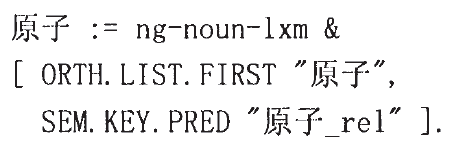 原子 := ng-noun-lxm &
[ ORTH.LIST.FIRST "原子",
SEM.KEY.PRED "原子_rel" ].